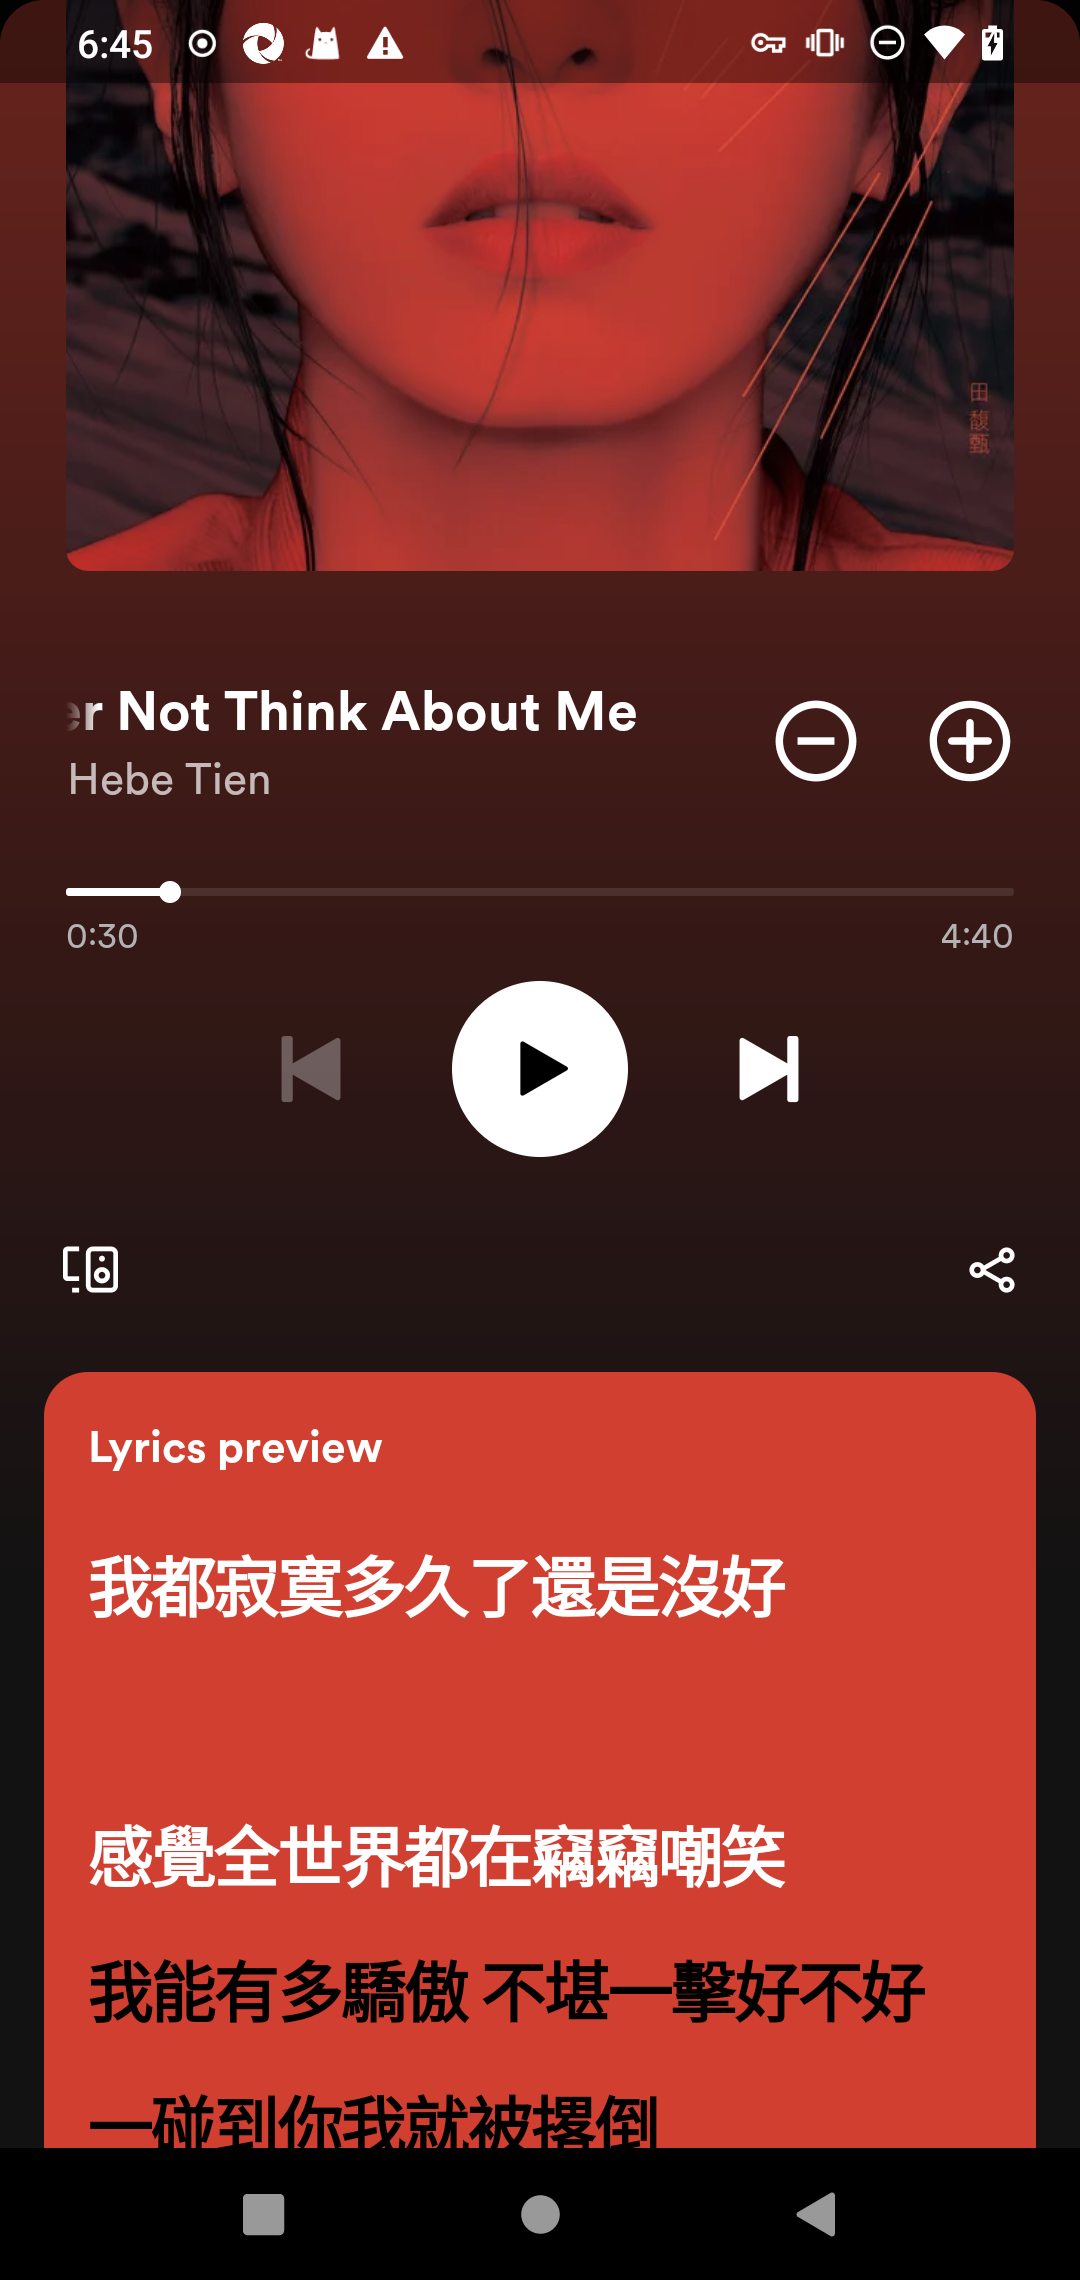 6:45
田
馥
甄
er Not Think About Me
Hebe Tien
0:30
4:40
Lyrics preview
我都寂寞多久了還是沒好
感覺全世界都在竊竊嘲笑
我能有多驕傲 不堪一擊好不好
一碰到你我就被撂倒